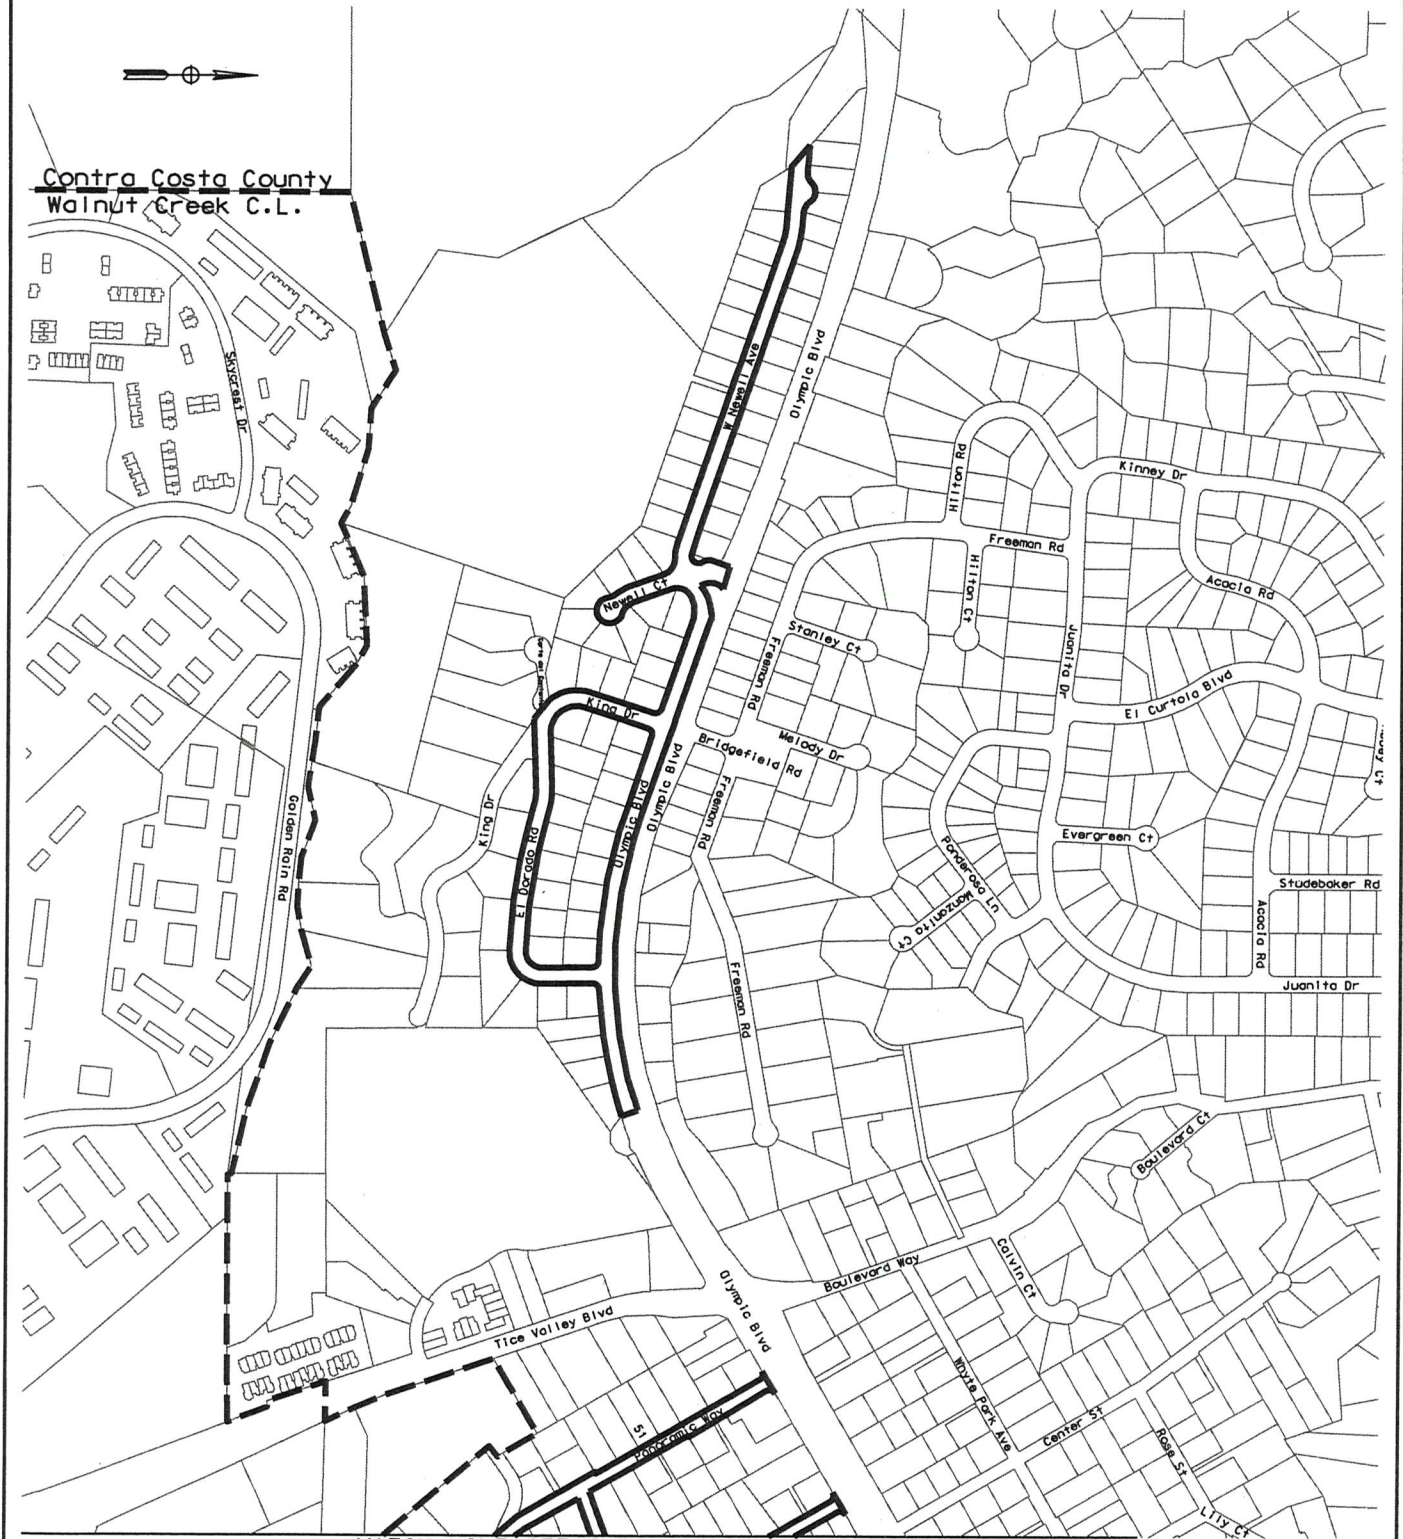 Contra Costa County
Walnut Creek C.L.
Skycrest Dr
W Newell Ave
Olympic Blvd
Hilton Rd
Kinney Dr
Freeman Rd
Hilton Ct
Acacia Rd
Newell Ct
Stanley Ct
Freeman Rd
Juanita Dr
El Curtola Blvd
King Dr
Melody Dr
Bridgefield Rd
Olympic Blvd
Olympic Blvd
Freeman Rd
King Dr
El Dorado Rd
Golden Rain Rd
Evergreen Ct
Ponderosa Ln
Manzanita Ct
Studebaker Rd
Acacia Rd
Freeman Rd
Juanita Dr
Boulevard Ct
Calvin Ct
Boulevard Way
Olympic Blvd
Tice Valley Blvd
Whyte Park Ave
51
Panoramic Way
Center St
Rose St
Lily Ct